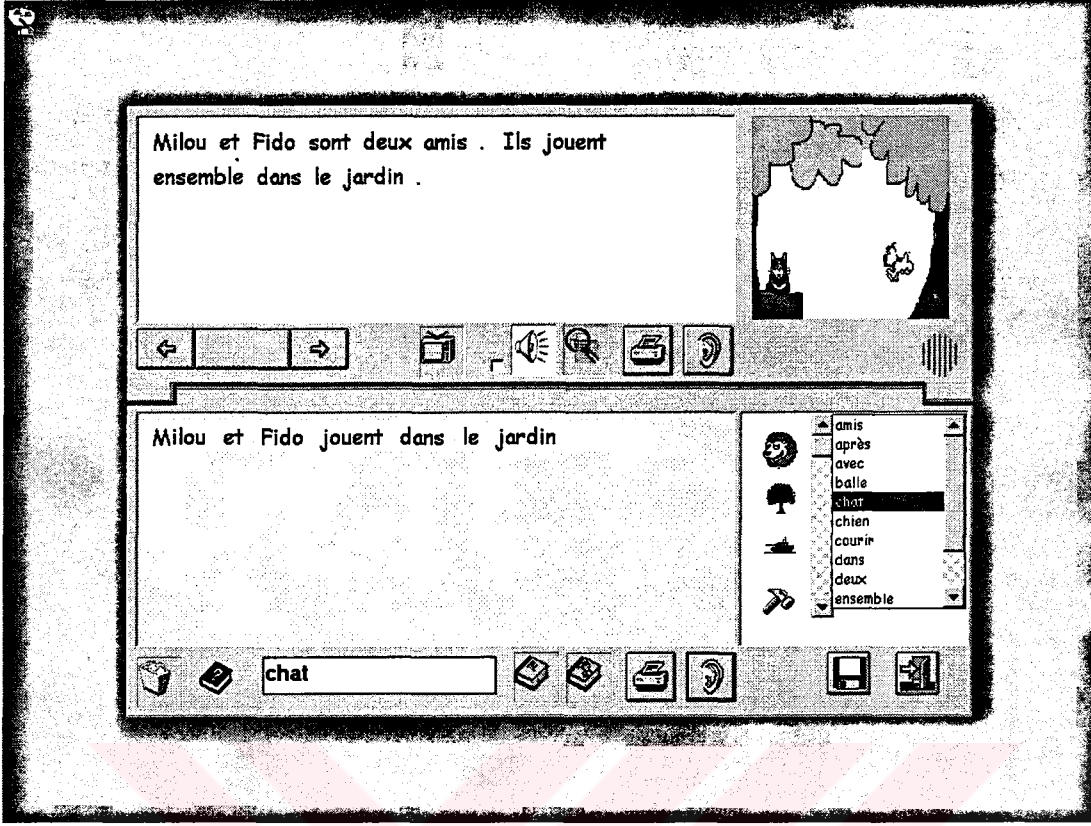 Milou et Fido sont deux amis . Ils jouent
ensemble dans le jardin .
Milou et Fido jouent dans le jardin
amis
après
avec
balle
chat
chien
courir
dans
deux
ensemble
chat